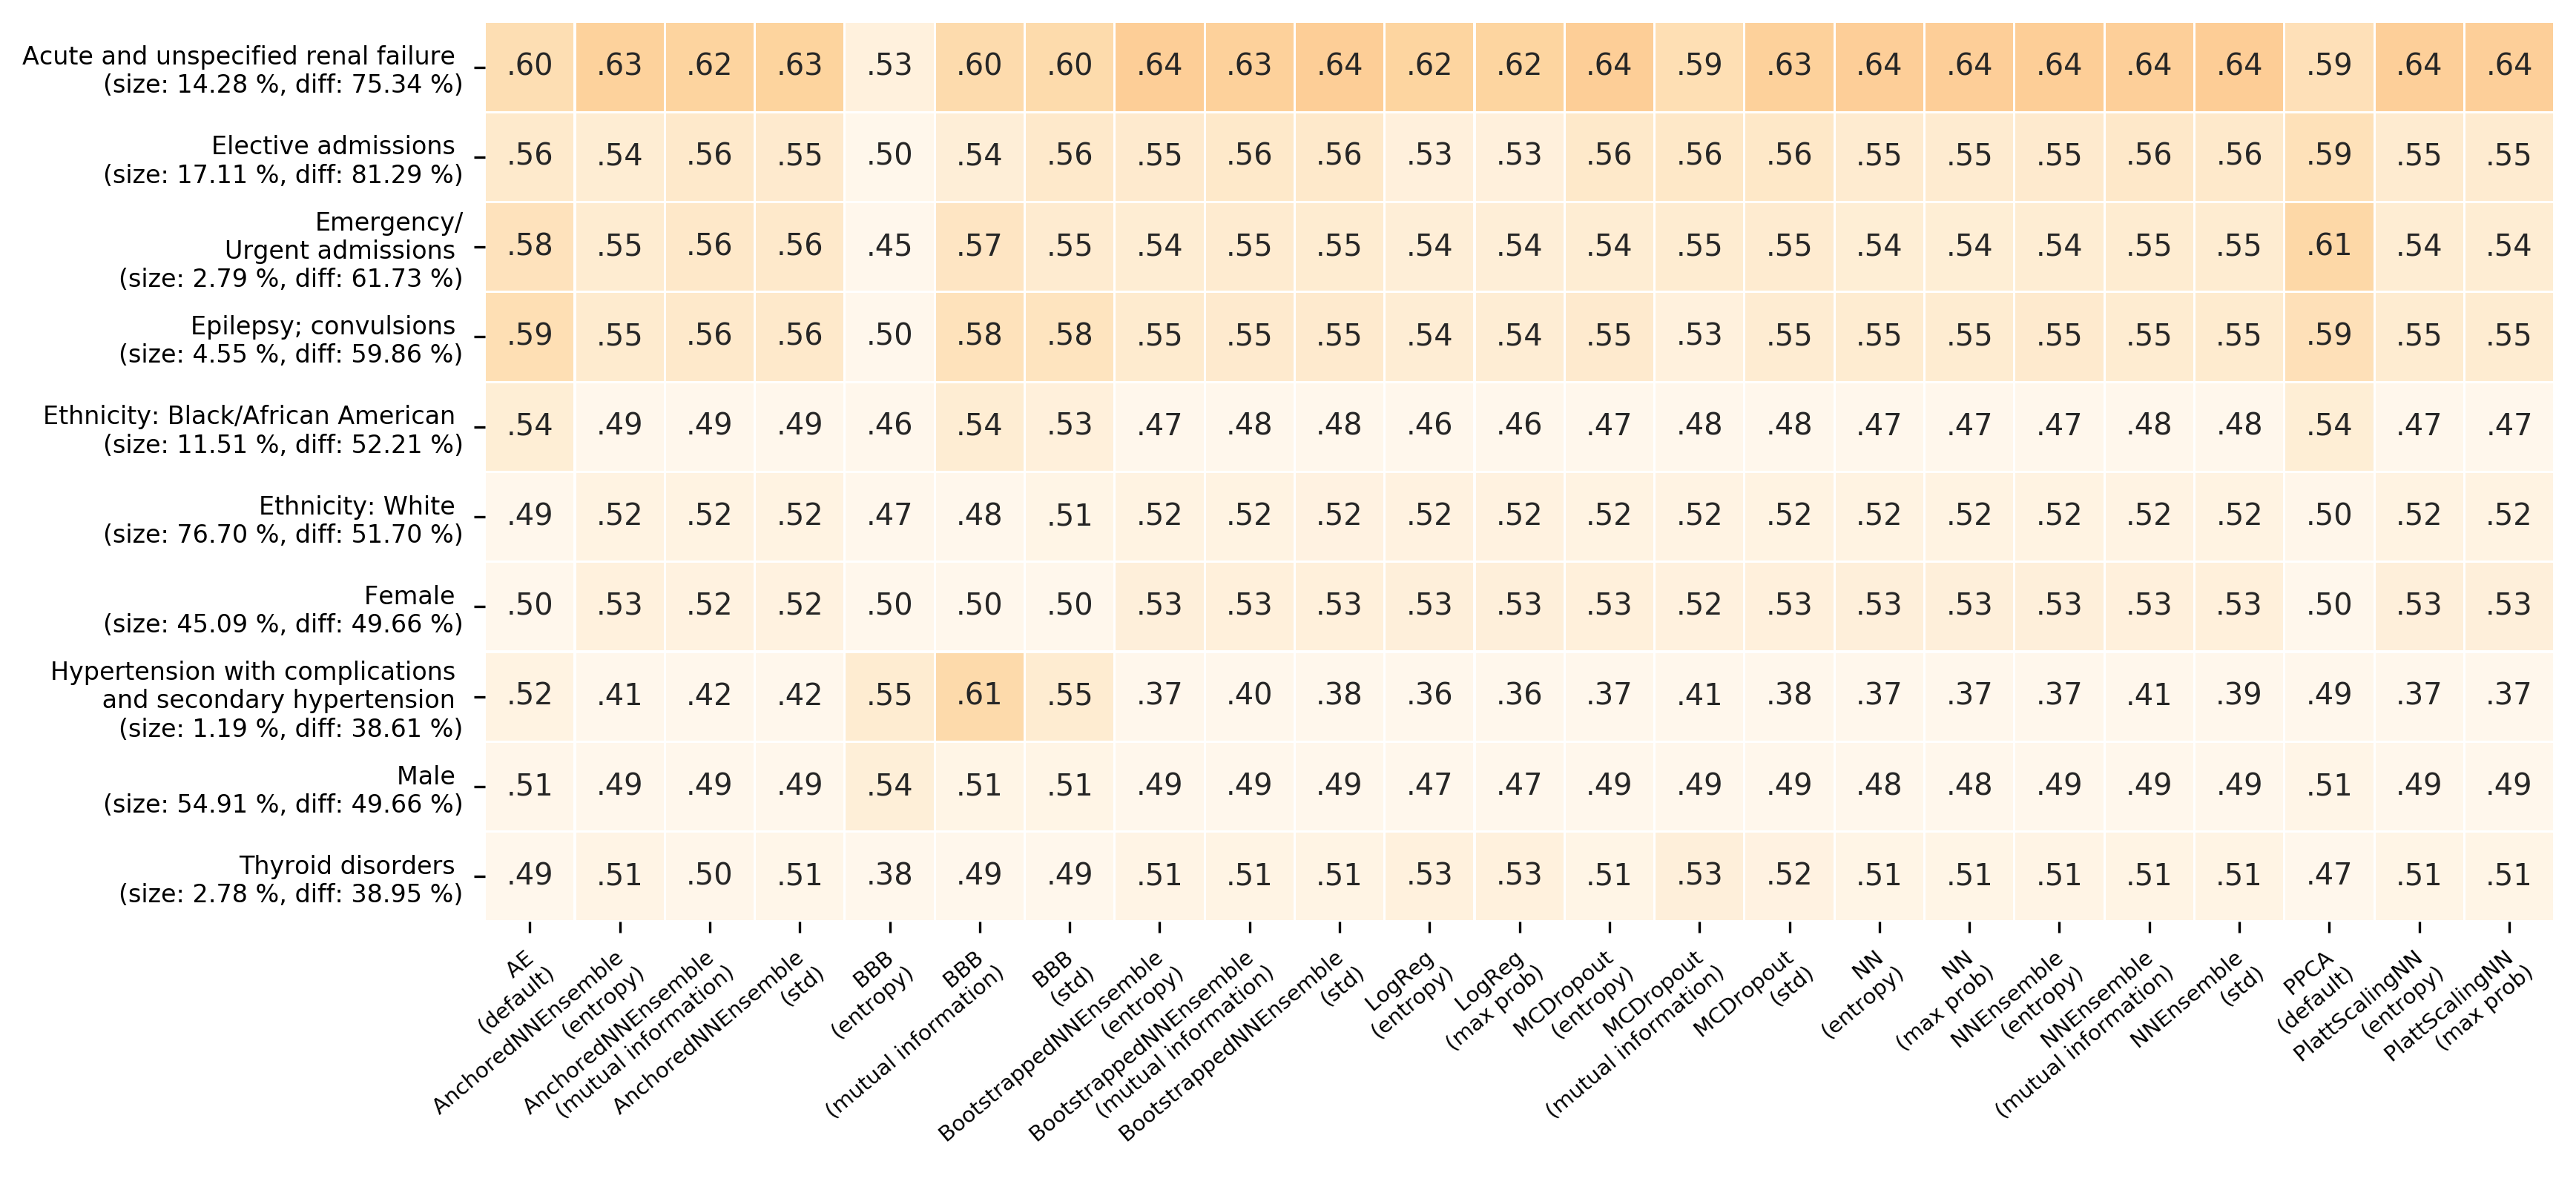 Acute and unspecified renal failure
(size: 14.28 %, diff: 75.34 %)
.60 .63 .62 .63 .53 .60 .60 .64 .63 .64 .62 .62 .64 .59 .63 .64 .64 .64 .64 .64 .59 .64 .64
Elective admissions
(size: 17.11 %, diff: 81.29 %)
.56 .54 .56 .55 .50 .54 .56 .55 .56 .56 .53 .53 .56 .56 .56 .55 .55 .55 .56 .56 .59 .55 .55
Emergency/
Urgent admissions
(size: 2.79 %, diff: 61.73 %)
.58 .55 .56 .56 .45 .57 .55 .54 .55 .55 .54 .54 .54 .55 .55 .54 .54 .54 .55 .55 .61 .54 .54
Epilepsy; convulsions
(size: 4.55 %, diff: 59.86 %)
.59 .55 .56 .56 .50 .58 .58 .55 .55 .55 .54 .54 .55 .53 .55 .55 .55 .55 .55 .55 .59 .55 .55
Ethnicity: Black/African American
(size: 11.51 %, diff: 52.21 %)
.54 .49 .49 .49 .46 .54 .53 .47 .48 .48 .46 .46 .47 .48 .48 .47 .47 .47 .48 .48 .54 .47 .47
Ethnicity: White
(size: 76.70 %, diff: 51.70 %)
.49 .52 .52 .52 .47 .48 .51 .52 .52 .52 .52 .52 .52 .52 .52 .52 .52 .52 .52 .52 .50 .52 .52
Female
(size: 45.09 %, diff: 49.66 %)
.50 .53 .52 .52 .50 .50 .50 .53 .53 .53 .53 .53 .53 .52 .53 .53 .53 .53 .53 .53 .50 .53 .53
Hypertension with complications
and secondary hypertension
(size: 1.19 %, diff: 38.61 %)
.52 .41 .42 .42 .55 .61 .55 .37 .40 .38 .36 .36 .37 .41 .38 .37 .37 .37 .41 .39 .49 .37 .37
Male
(size: 54.91 %, diff: 49.66 %)
.51 .49 .49 .49 .54 .51 .51 .49 .49 .49 .47 .47 .49 .49 .49 .48 .48 .49 .49 .49 .51 .49 .49
Thyroid disorders
(size: 2.78 %, diff: 38.95 %)
.49 .51 .50 .51 .38 .49 .49 .51 .51 .51 .53 .53 .51 .53 .52 .51 .51 .51 .51 .51 .47 .51 .51
AE
(default)
AnchoredNNEnsemble
(entropy)
AnchoredNNEnsemble
(mutual information)
AnchoredNNEnsemble
(std)
BBB
(entropy)
BBB
(mutual information)
BBB
(std)
BootstrappedNNEnsemble
(entropy)
BootstrappedNNEnsemble
(mutual information)
BootstrappedNNEnsemble
(std)
LogReg
(entropy)
LogReg
(max prob)
MCDropout
(entropy)
MCDropout
(mutual information)
MCDropout
(std)
NN
(entropy)
NN
(max prob)
NNEnsemble
(entropy)
NNEnsemble
(mutual information)
NNEnsemble
(std)
PPCA
(default)
PlattScalingNN
(entropy)
PlattScalingNN
(max prob)